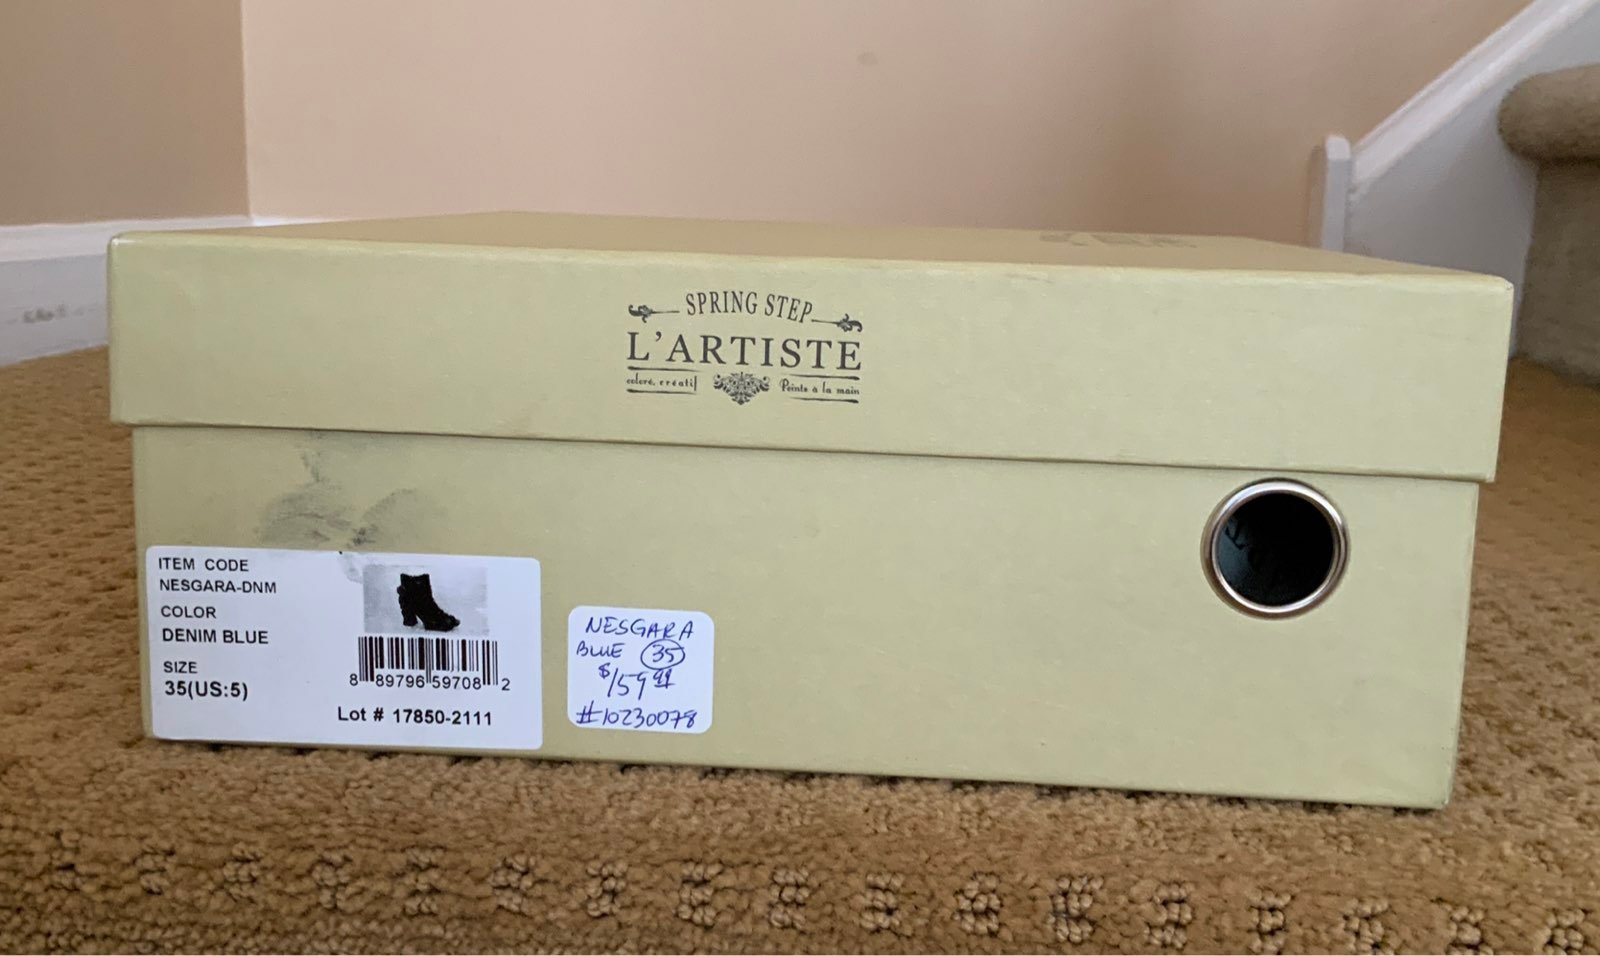 SPRING STEP
L'ARTISTE
coloré, créatif Peints à la main
ITEM CODE
NESGARA-DNM
COLOR
DENIM BLUE
SIZE
35(US:5)
8 89796 59708 2
Lot # 17850-2111
NESGARA
BLUE 35
$159.99
#10230078